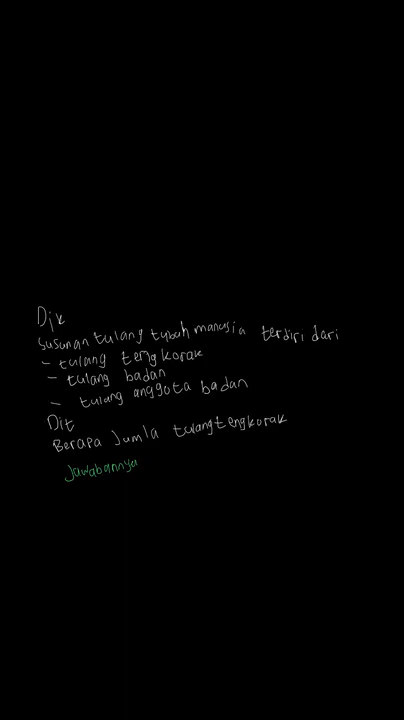 Dik
Susunan tulang tubuh manusia terdiri dari
- tulang tengkorak
- tulang badan
- tulang anggota badan
Dit
Berapa Jumla tulang tengkorak
Jawabannya